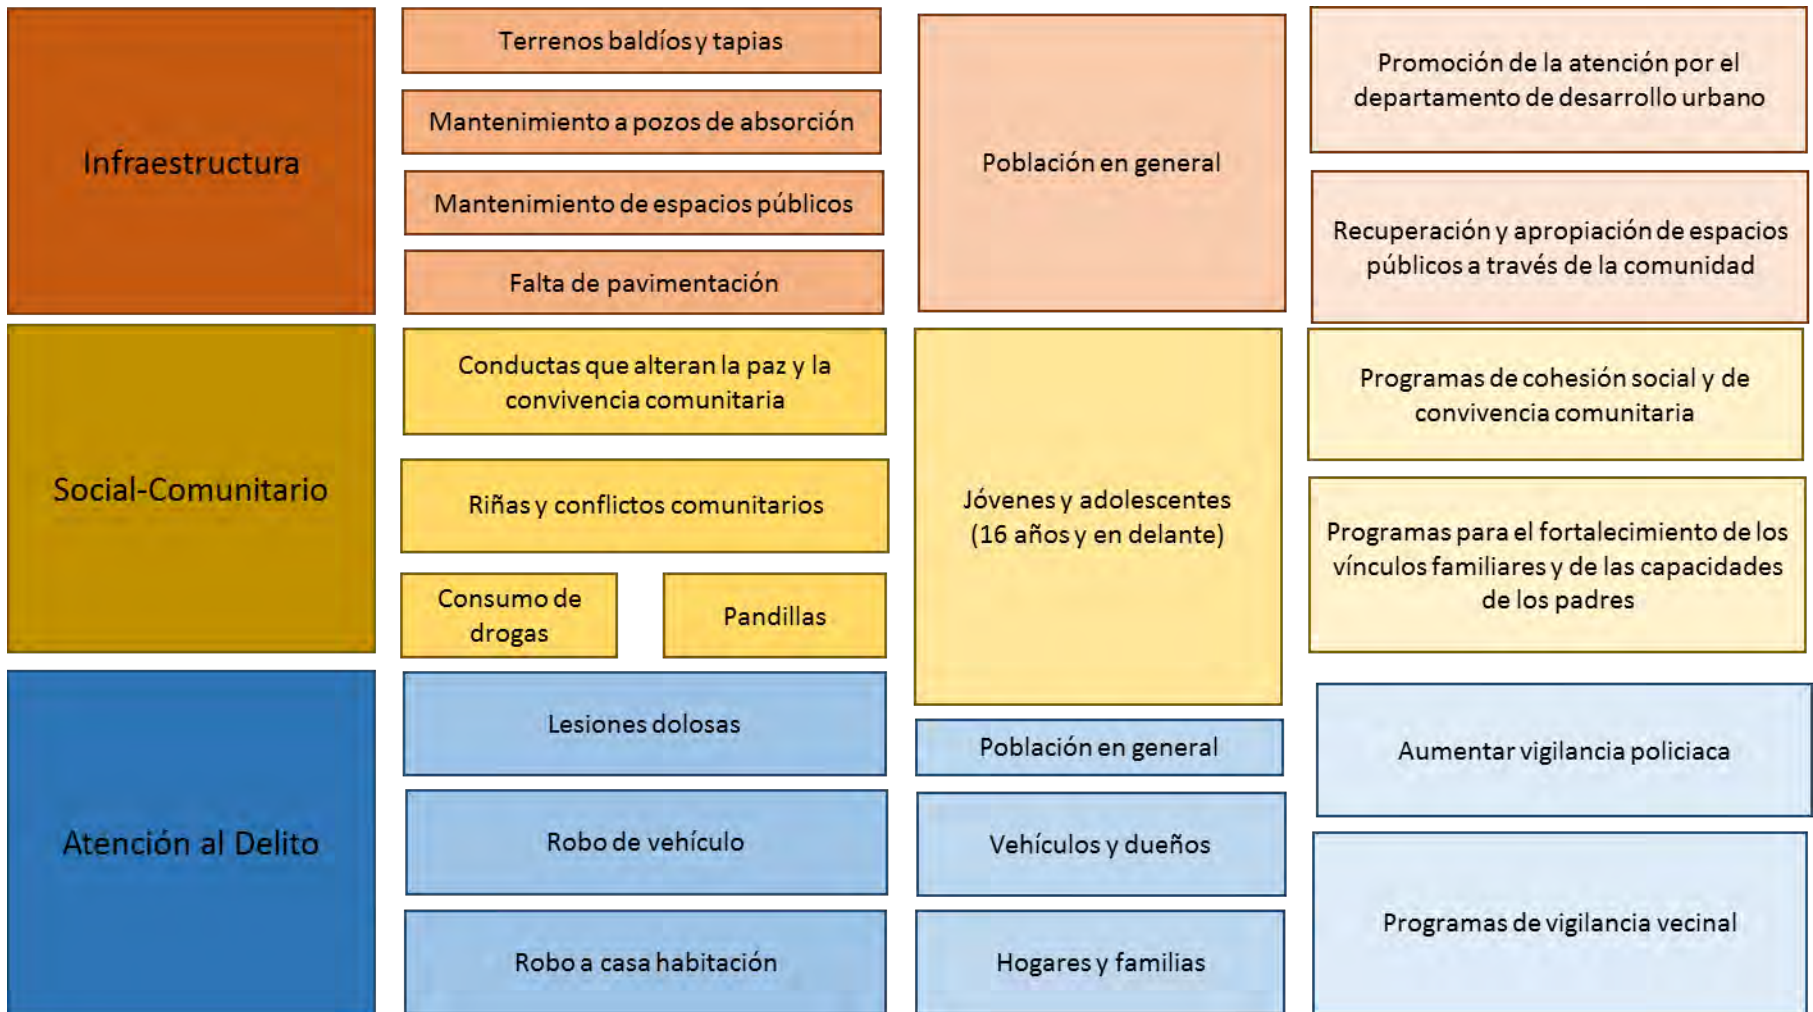 Infraestructura
Terrenos baldíos y tapias
Mantenimiento a pozos de absorción
Mantenimiento de espacios públicos
Falta de pavimentación
Población en general
Promoción de la atención por el
departamento de desarrollo urbano
Recuperación y apropiación de espacios
públicos a través de la comunidad
Social-Comunitario
Conductas que alteran la paz y la
convivencia comunitaria
Riñas y conflictos comunitarios
Consumo de
drogas
Pandillas
Jóvenes y adolescentes
(16 años y en delante)
Programas de cohesión social y de
convivencia comunitaria
Programas para el fortalecimiento de los
vínculos familiares y de las capacidades
de los padres
Atención al Delito
Lesiones dolosas
Robo de vehículo
Robo a casa habitación
Población en general
Vehículos y dueños
Hogares y familias
Aumentar vigilancia policiaca
Programas de vigilancia vecinal